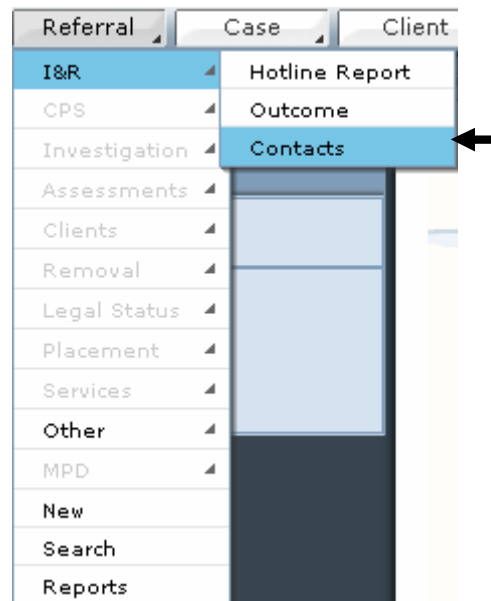 Referral Case Client
I&R
CPS
Investigation
Assessments
Clients
Removal
Legal Status
Placement
Services
Other
MPD
New
Search
Reports
Hotline Report
Outcome
Contacts